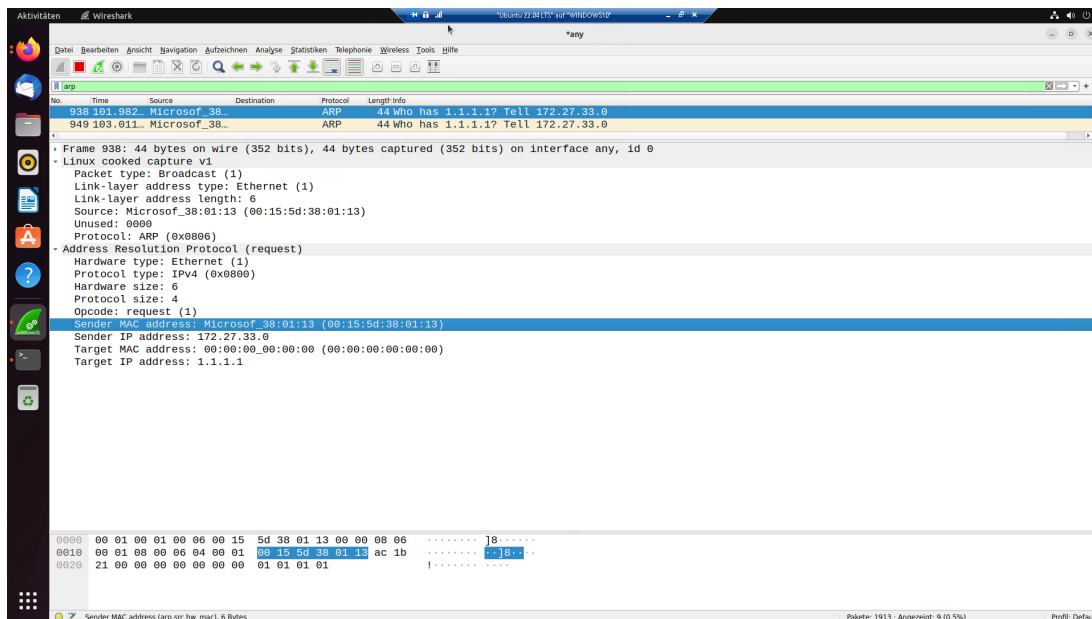 Aktivitäten Wireshark "Ubuntu 22.04 LTS" auf "WINDOWS10"
*any
Datei Bearbeiten Ansicht Navigation Aufzeichnen Analyse Statistiken Telephonie Wireless Tools Hilfe
arp
No. Time Source Destination Protocol Length Info
938 101.982… Microsof_38… ARP 44 Who has 1.1.1.1? Tell 172.27.33.0
949 103.011… Microsof_38… ARP 44 Who has 1.1.1.1? Tell 172.27.33.0
Frame 938: 44 bytes on wire (352 bits), 44 bytes captured (352 bits) on interface any, id 0
Linux cooked capture v1
Packet type: Broadcast (1)
Link-layer address type: Ethernet (1)
Link-layer address length: 6
Source: Microsof_38:01:13 (00:15:5d:38:01:13)
Unused: 0000
Protocol: ARP (0x0806)
Address Resolution Protocol (request)
Hardware type: Ethernet (1)
Protocol type: IPv4 (0x0800)
Hardware size: 6
Protocol size: 4
Opcode: request (1)
Sender MAC address: Microsof_38:01:13 (00:15:5d:38:01:13)
Sender IP address: 172.27.33.0
Target MAC address: 00:00:00_00:00:00 (00:00:00:00:00:00)
Target IP address: 1.1.1.1
0000 00 01 00 01 00 06 00 15 5d 38 01 13 00 00 08 06 ········ ]8······
0010 00 01 08 00 06 04 00 01 00 15 5d 38 01 13 ac 1b ········ ··]8····
0020 21 00 00 00 00 00 00 00 01 01 01 01 !······· ····
Sender MAC address (arp.src.hw_mac), 6 Bytes Pakete: 1913 · Angezeigt: 9 (0.5%) Profil: Defau